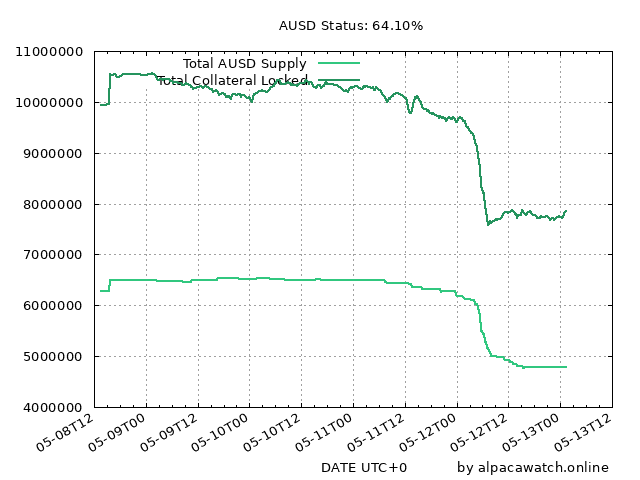 AUSD Status: 64.10%
11000000
10000000
9000000
8000000
7000000
6000000
5000000
4000000
Total AUSD Supply
Total Collateral Locked
05-08T12
05-09T00
05-09T12
05-10T00
05-10T12
05-11T00
05-11T12
05-12T00
05-12T12
05-13T00
05-13T12
DATE UTC+0
by alpacawatch.online